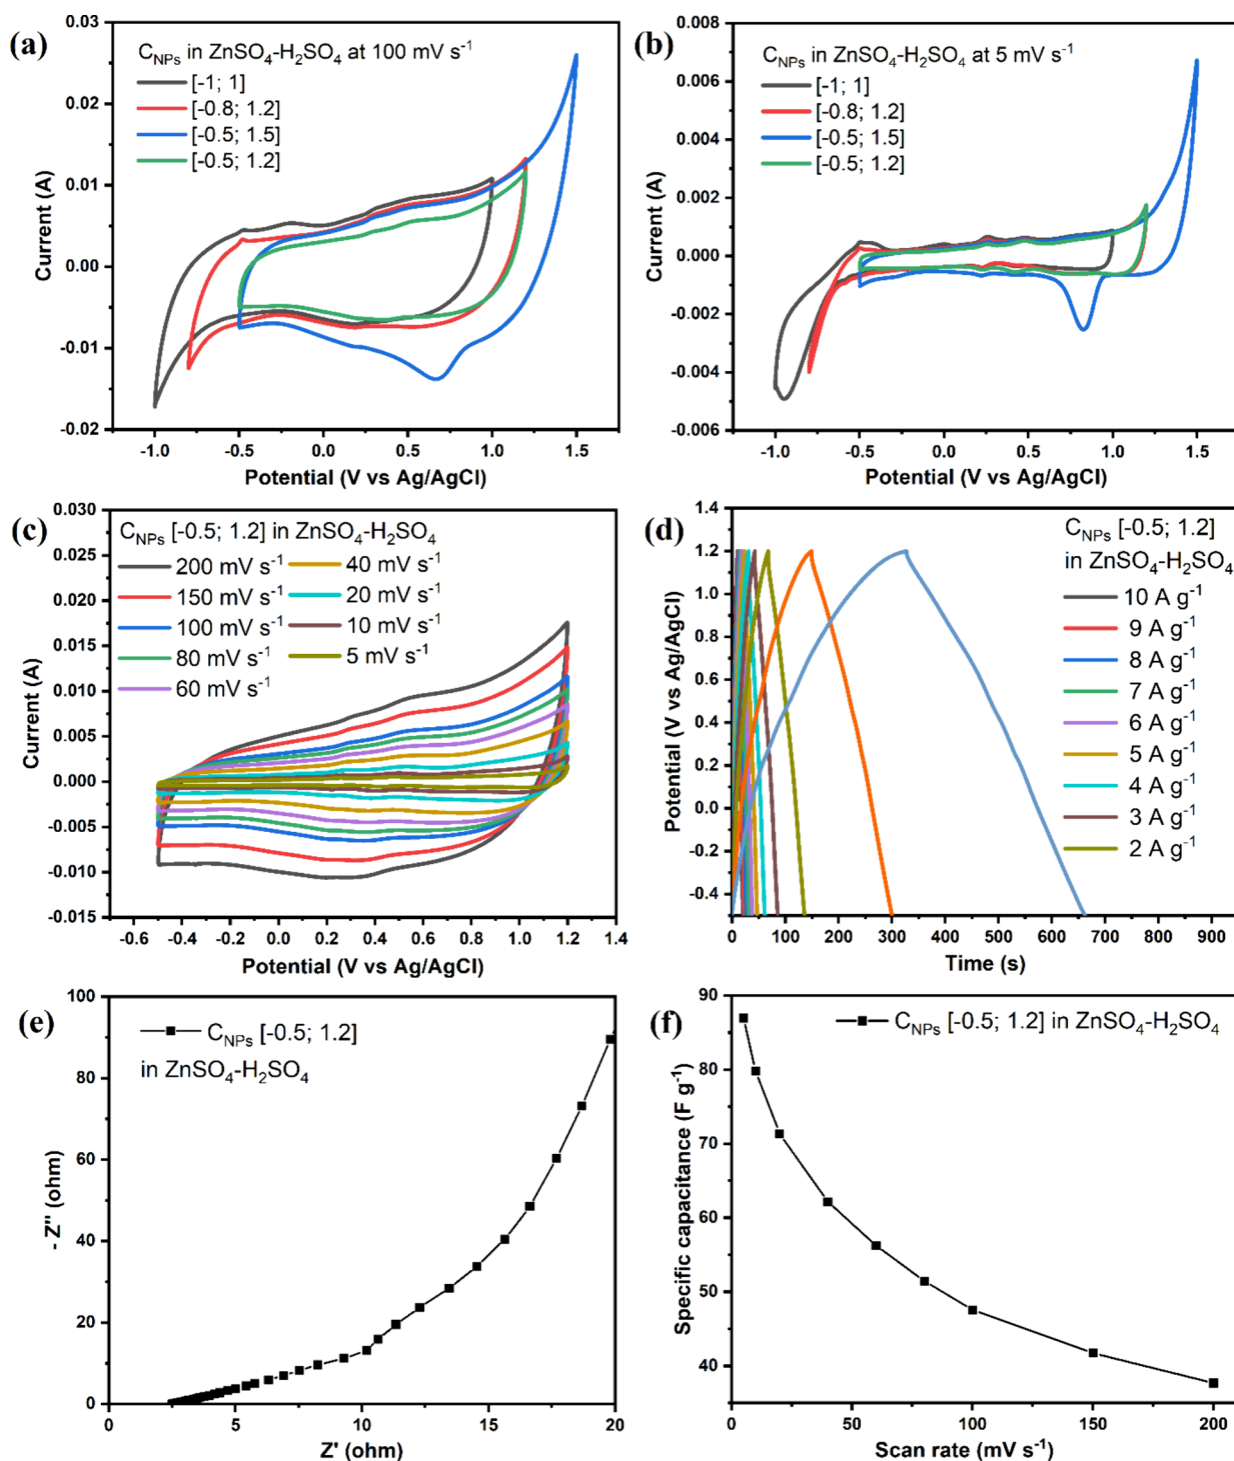 (a)
C_NPs in ZnSO₄-H₂SO₄ at 100 mV s⁻¹
[-1; 1]
[-0.8; 1.2]
[-0.5; 1.5]
[-0.5; 1.2]
0.03
0.02
0.01
0.00
-0.01
-0.02
Current (A)
-1.0 -0.5 0.0 0.5 1.0 1.5
Potential (V vs Ag/AgCl)
(b)
C_NPs in ZnSO₄-H₂SO₄ at 5 mV s⁻¹
[-1; 1]
[-0.8; 1.2]
[-0.5; 1.5]
[-0.5; 1.2]
0.008
0.006
0.004
0.002
0.000
-0.002
-0.004
-0.006
Current (A)
-1.0 -0.5 0.0 0.5 1.0 1.5
Potential (V vs Ag/AgCl)
(c)
C_NPs [-0.5; 1.2] in ZnSO₄-H₂SO₄
200 mV s⁻¹ 40 mV s⁻¹
150 mV s⁻¹ 20 mV s⁻¹
100 mV s⁻¹ 10 mV s⁻¹
80 mV s⁻¹ 5 mV s⁻¹
60 mV s⁻¹
0.030
0.025
0.020
0.015
0.010
0.005
0.000
-0.005
-0.010
-0.015
Current (A)
-0.6 -0.4 -0.2 0.0 0.2 0.4 0.6 0.8 1.0 1.2 1.4
Potential (V vs Ag/AgCl)
(d)
C_NPs [-0.5; 1.2]
in ZnSO₄-H₂SO₄
10 A g⁻¹
9 A g⁻¹
8 A g⁻¹
7 A g⁻¹
6 A g⁻¹
5 A g⁻¹
4 A g⁻¹
3 A g⁻¹
2 A g⁻¹
1.4
1.2
1.0
0.8
0.6
0.4
0.2
0.0
-0.2
-0.4
Potential (V vs Ag/AgCl)
0 100 200 300 400 500 600 700 800 900
Time (s)
(e)
C_NPs [-0.5; 1.2]
in ZnSO₄-H₂SO₄
100
80
60
40
20
0
- Z'' (ohm)
0 5 10 15 20
Z' (ohm)
(f)
C_NPs [-0.5; 1.2] in ZnSO₄-H₂SO₄
90
80
70
60
50
40
Specific capacitance (F g⁻¹)
0 50 100 150 200
Scan rate (mV s⁻¹)